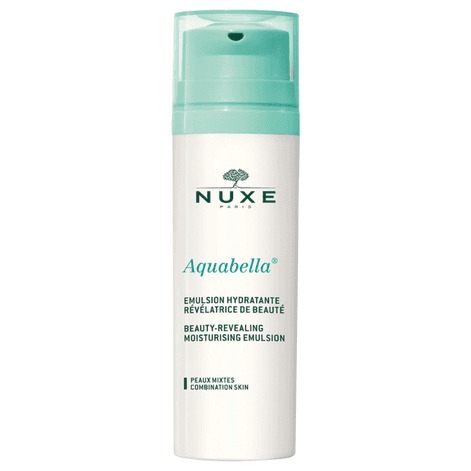 NUXE
PARIS
Aquabella®
EMULSION HYDRATANTE
RÉVÉLATRICE DE BEAUTÉ
BEAUTY-REVEALING
MOISTURISING EMULSION
PEAUX MIXTES
COMBINATION SKIN